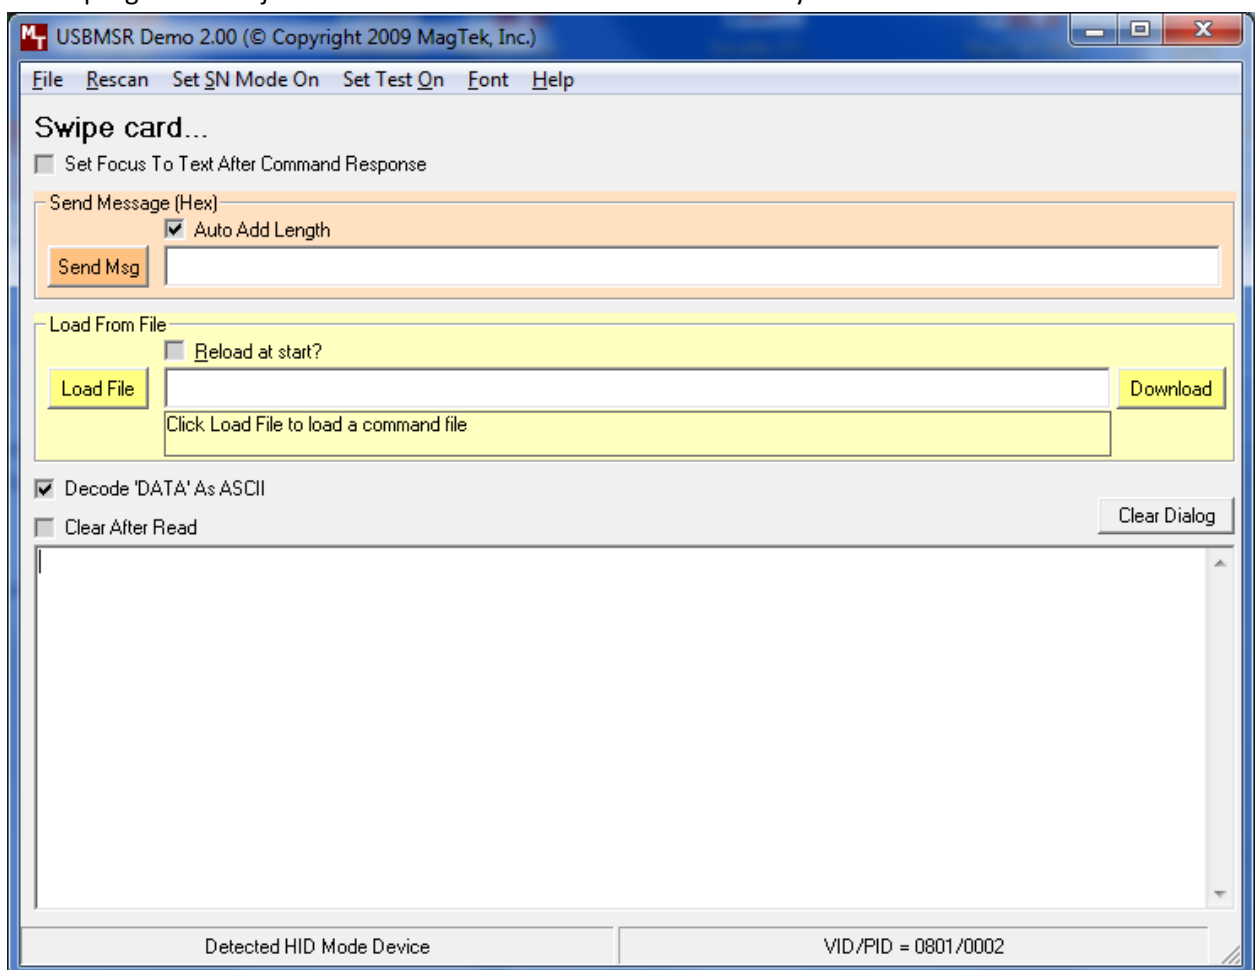 USBMSR Demo 2.00 (© Copyright 2009 MagTek, Inc.)
File Rescan Set SN Mode On Set Test On Font Help
Swipe card...
Set Focus To Text After Command Response
Send Message (Hex)
Auto Add Length
Send Msg
Load From File
Reload at start?
Load File
Download
Click Load File to load a command file
Decode 'DATA' As ASCII
Clear Dialog
Clear After Read
Detected HID Mode Device
VID/PID = 0801/0002